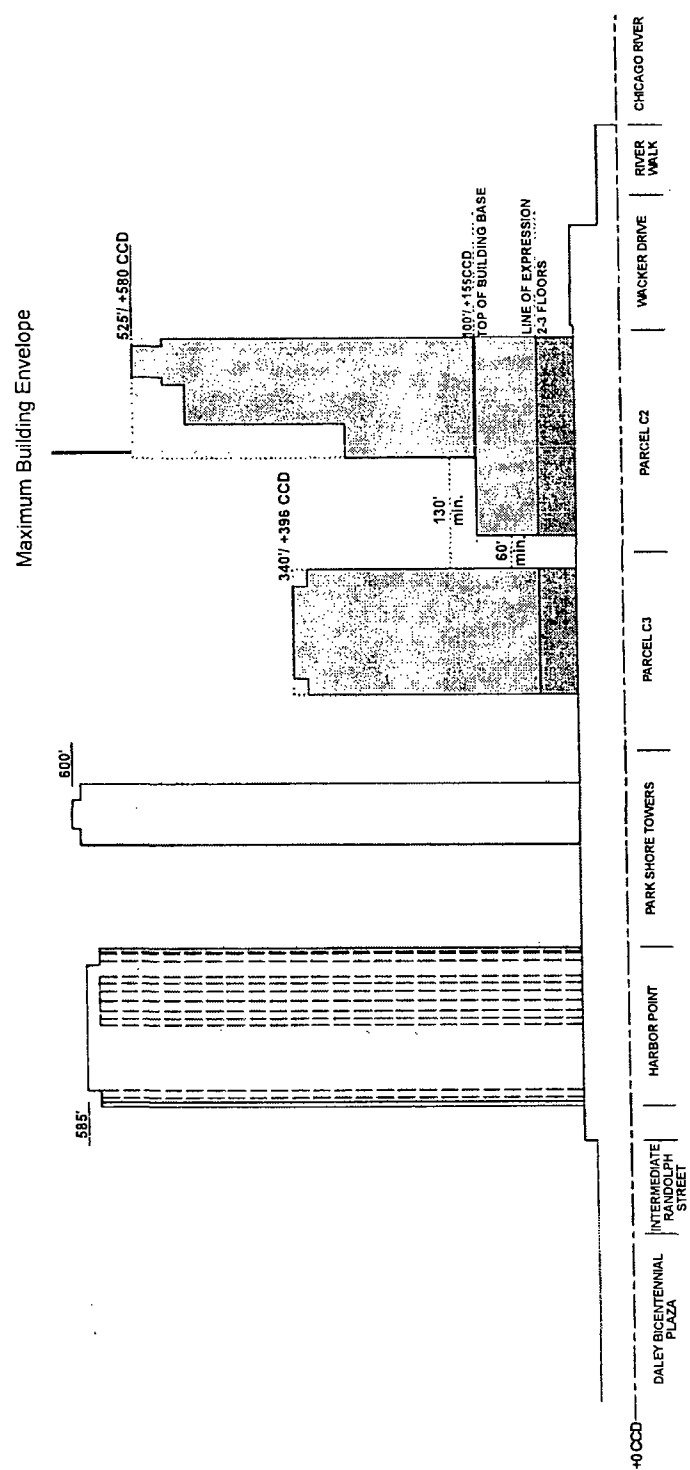 Maximum Building Envelope
585'
600'
340'/ +396 CCD
525'/ +580 CCD
130'
min.
60'
min.
100'/ +155CCD
TOP OF BUILDING BASE
LINE OF EXPRESSION
2-3 FLOORS
+0 CCD
DALEY BICENTENNIAL
PLAZA
INTERMEDIATE
RANDOLPH
STREET
HARBOR POINT
PARK SHORE TOWERS
PARCEL C3
PARCEL C2
WACKER DRIVE
RIVER
WALK
CHICAGO RIVER